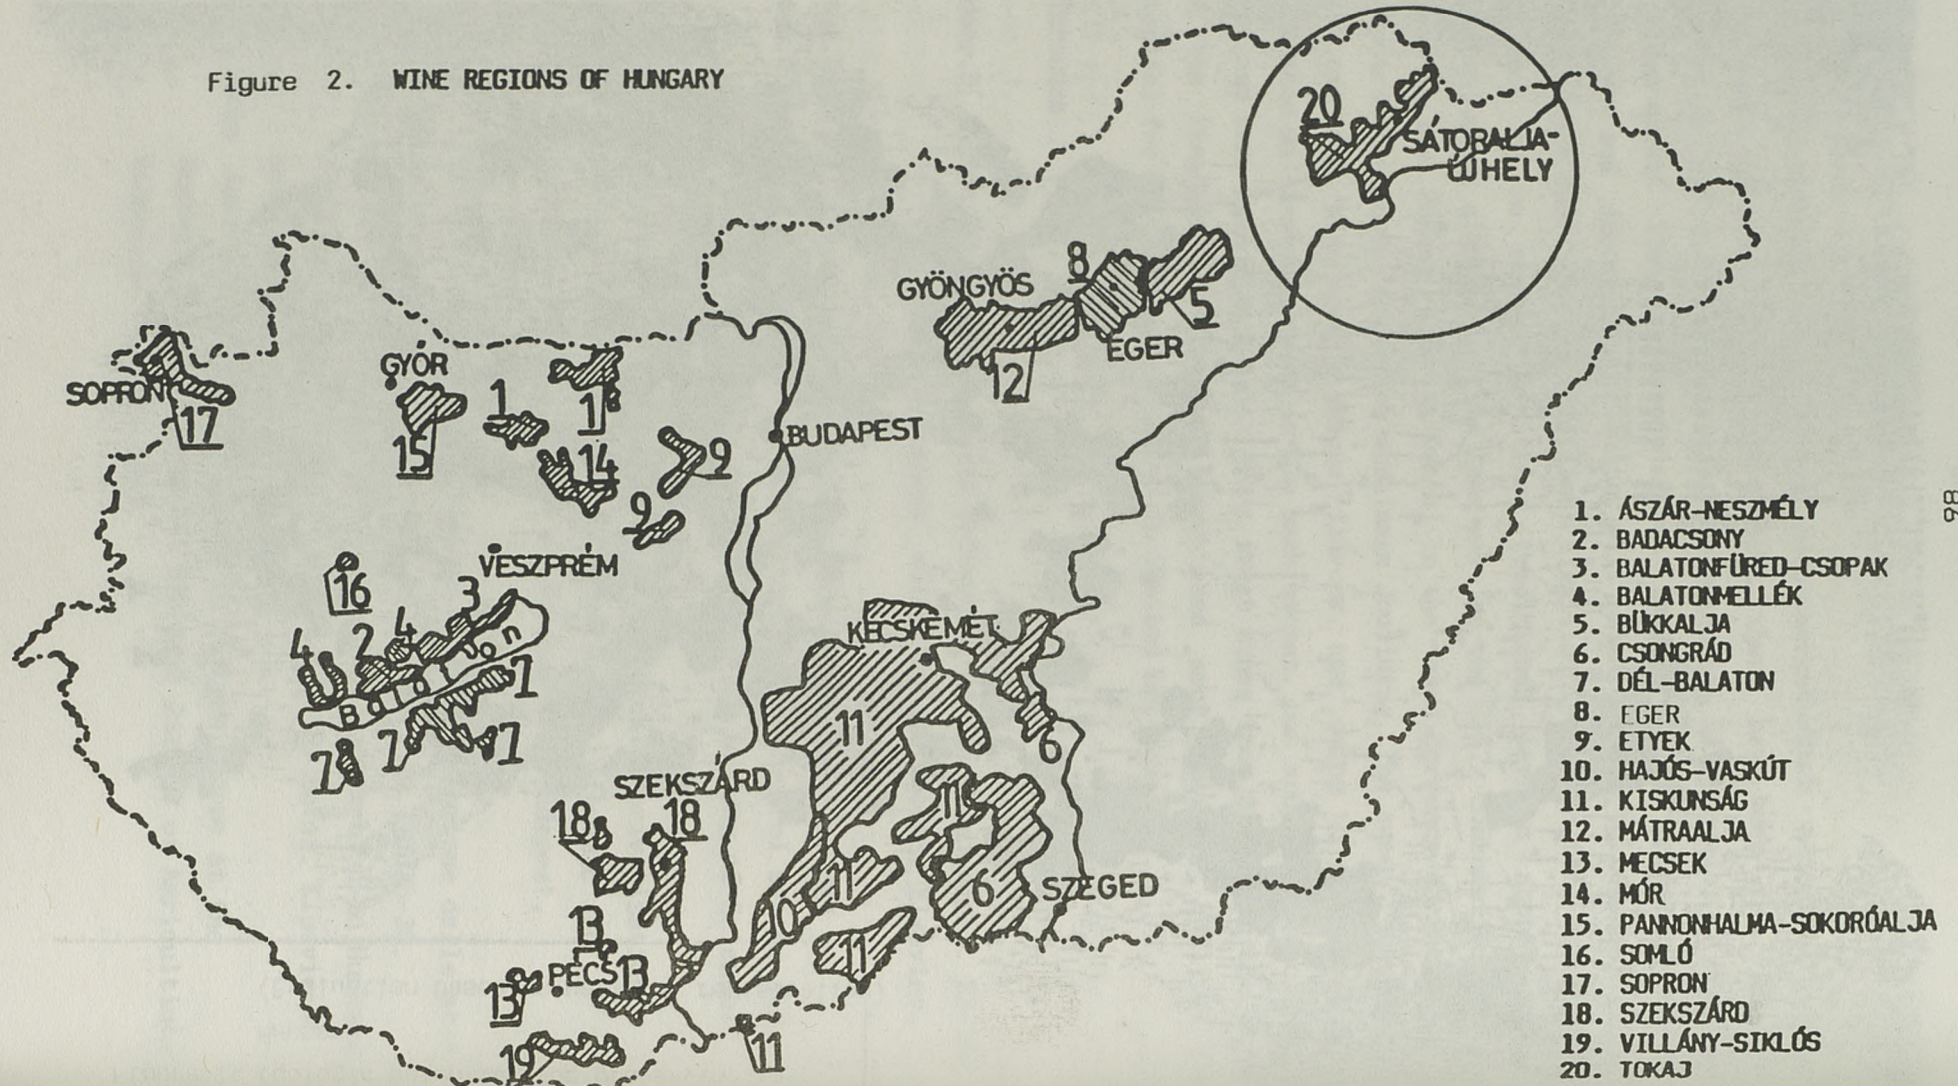 Figure 2. WINE REGIONS OF HUNGARY
20
SÁTORALJA-
ÚJHELY
8
GYÖNGYÖS
5
EGER
12
GYŐR
SOPRON
17
1
1
15
BUDAPEST
14
9
9
VESZPRÉM
16
3
4
4
2
Balaton
7
7
7
7
KECSKEMÉT
11
6
SZEKSZÁRD
18
18
11
11
6
SZEGED
10
13
11
PÉCS
13
13
19
11
1. ÁSZÁR-NESZMÉLY
2. BADACSONY
3. BALATONFÜRED-CSOPAK
4. BALATONMELLÉK
5. BÜKKALJA
6. CSONGRÁD
7. DÉL-BALATON
8. EGER
9. ETYEK
10. HAJÓS-VASKÚT
11. KISKUNSÁG
12. MÁTRAALJA
13. MECSEK
14. MÓR
15. PANNONHALMA-SOKORÓALJA
16. SOMLÓ
17. SOPRON
18. SZEKSZÁRD
19. VILLÁNY-SIKLÓS
20. TOKAJ